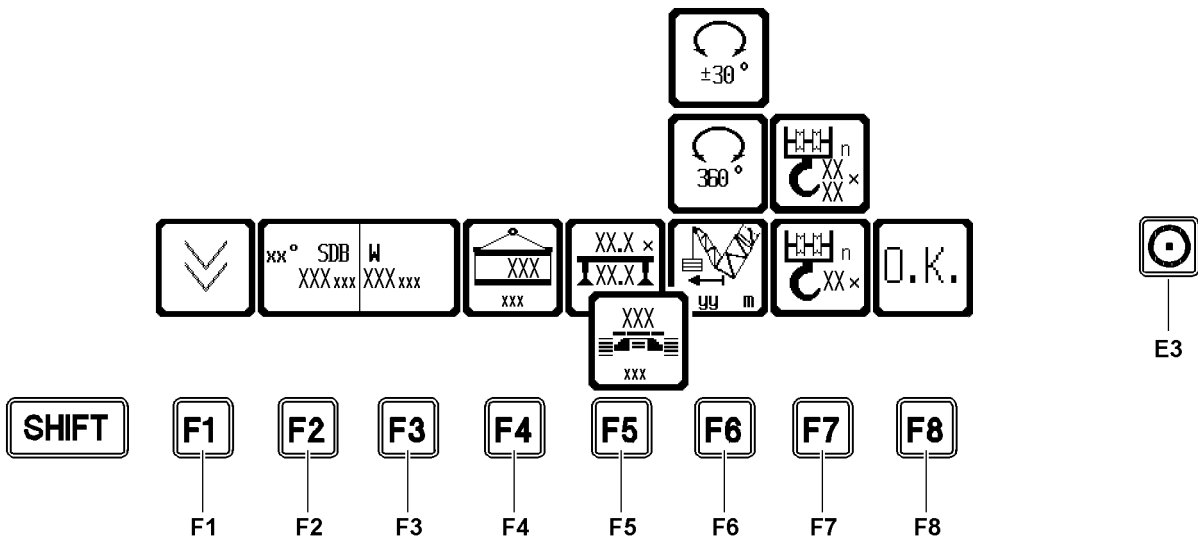 ±30°
360°
n
XX
XX ×
xx° SDB
XXX xxx
W
XXX xxx
XXX
xxx
XX.X ×
XX.X
yy m
n
XX ×
O.K.
XXX
xxx
E3
SHIFT
F1 F2 F3 F4 F5 F6 F7 F8
F1 F2 F3 F4 F5 F6 F7 F8